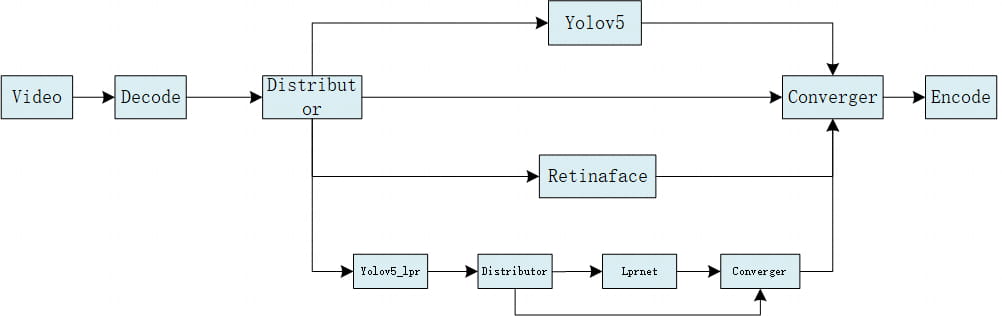 Yolov5
Video
Decode
Distribut
or
Converger
Encode
Retinaface
Yolov5_lpr
Distributor
Lprnet
Converger